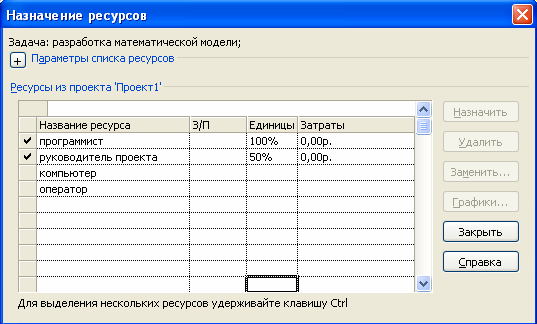 Назначение ресурсов
Задача: разработка математической модели;
+ Параметры списка ресурсов
Ресурсы из проекта 'Проект1'
Название ресурса З/П Единицы Затраты
программист 100% 0,00р.
руководитель проекта 50% 0,00р.
компьютер
оператор
Назначить
Удалить
Заменить...
Графики...
Закрыть
Справка
Для выделения нескольких ресурсов удерживайте клавишу Ctrl